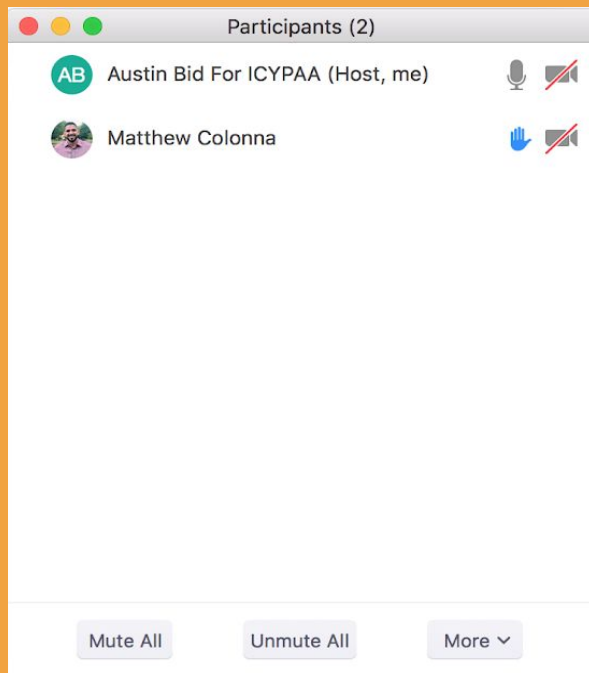 Participants (2)
AB Austin Bid For ICYPAA (Host, me)
Matthew Colonna
Mute All Unmute All More